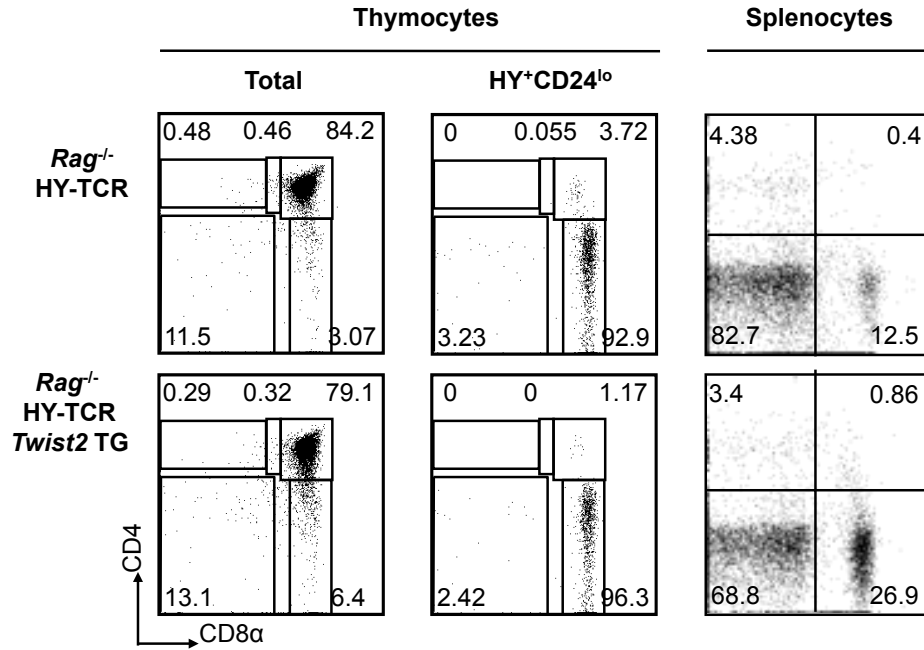 Thymocytes Splenocytes
Total HY⁺CD24ˡᵒ
Rag⁻/⁻
HY-TCR
0.48 0.46 84.2
11.5 3.07
0 0.055 3.72
3.23 92.9
4.38 0.4
82.7 12.5
Rag⁻/⁻
HY-TCR
Twist2 TG
0.29 0.32 79.1
13.1 6.4
0 0 1.17
2.42 96.3
3.4 0.86
68.8 26.9
CD4
CD8α